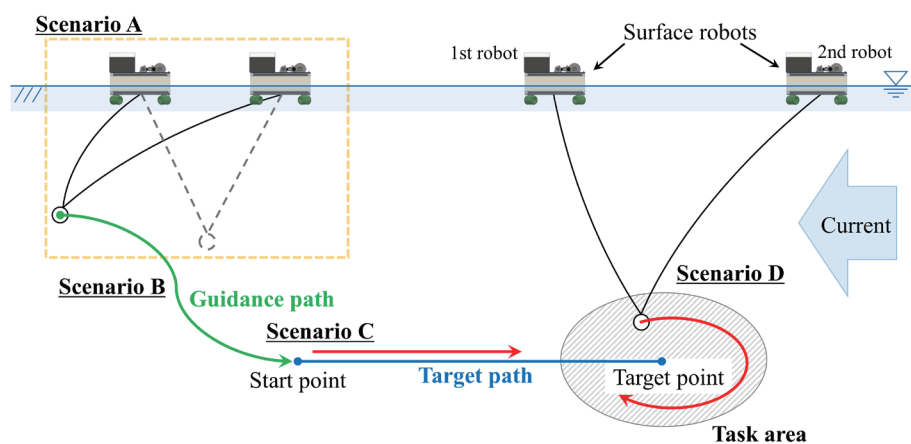 Scenario A
1st robot
Surface robots
2nd robot
Current
Scenario B
Guidance path
Scenario C
Scenario D
Start point
Target path
Target point
Task area